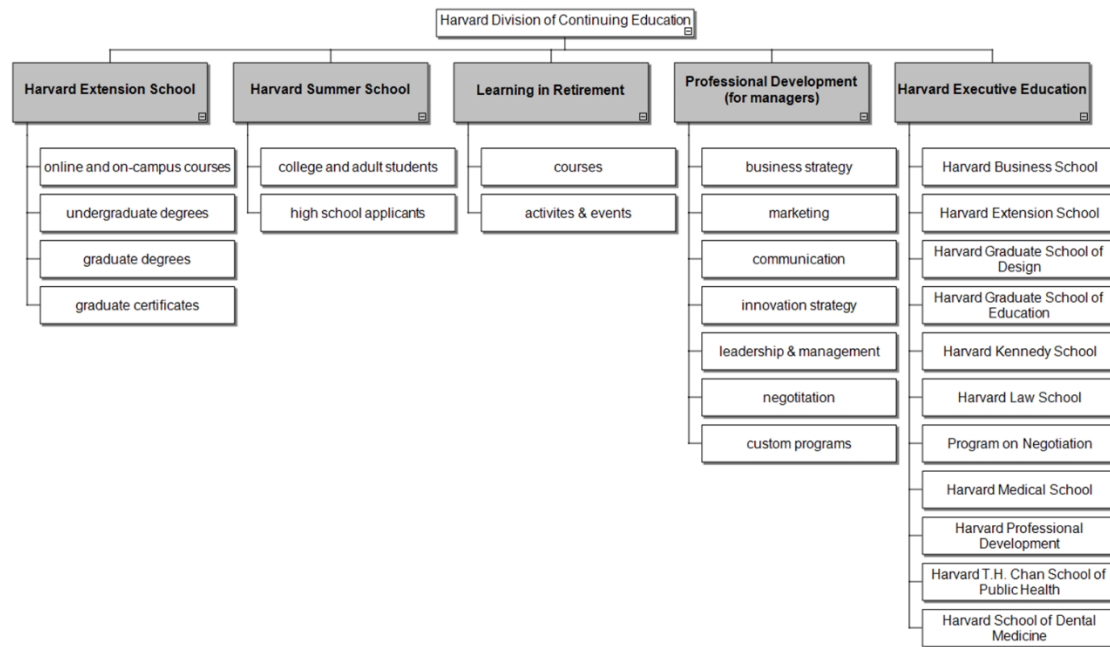 Harvard Division of Continuing Education
Harvard Extension School
Harvard Summer School
Learning in Retirement
Professional Development
(for managers)
Harvard Executive Education
online and on-campus courses
undergraduate degrees
graduate degrees
graduate certificates
college and adult students
high school applicants
courses
activites & events
business strategy
marketing
communication
innovation strategy
leadership & management
negotitation
custom programs
Harvard Business School
Harvard Extension School
Harvard Graduate School of
Design
Harvard Graduate School of
Education
Harvard Kennedy School
Harvard Law School
Program on Negotiation
Harvard Medical School
Harvard Professional
Development
Harvard T.H. Chan School of
Public Health
Harvard School of Dental
Medicine